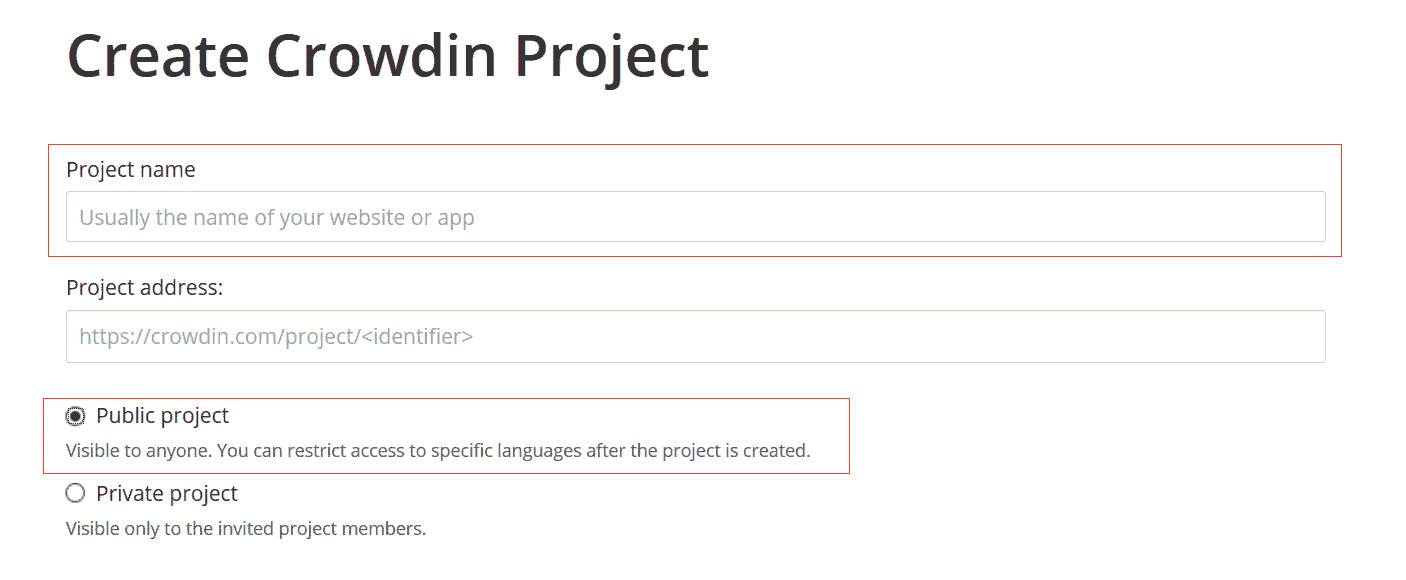 Create Crowdin Project
Project name
Usually the name of your website or app
Project address:
https://crowdin.com/project/<identifier>
Public project
Visible to anyone. You can restrict access to specific languages after the project is created.
Private project
Visible only to the invited project members.